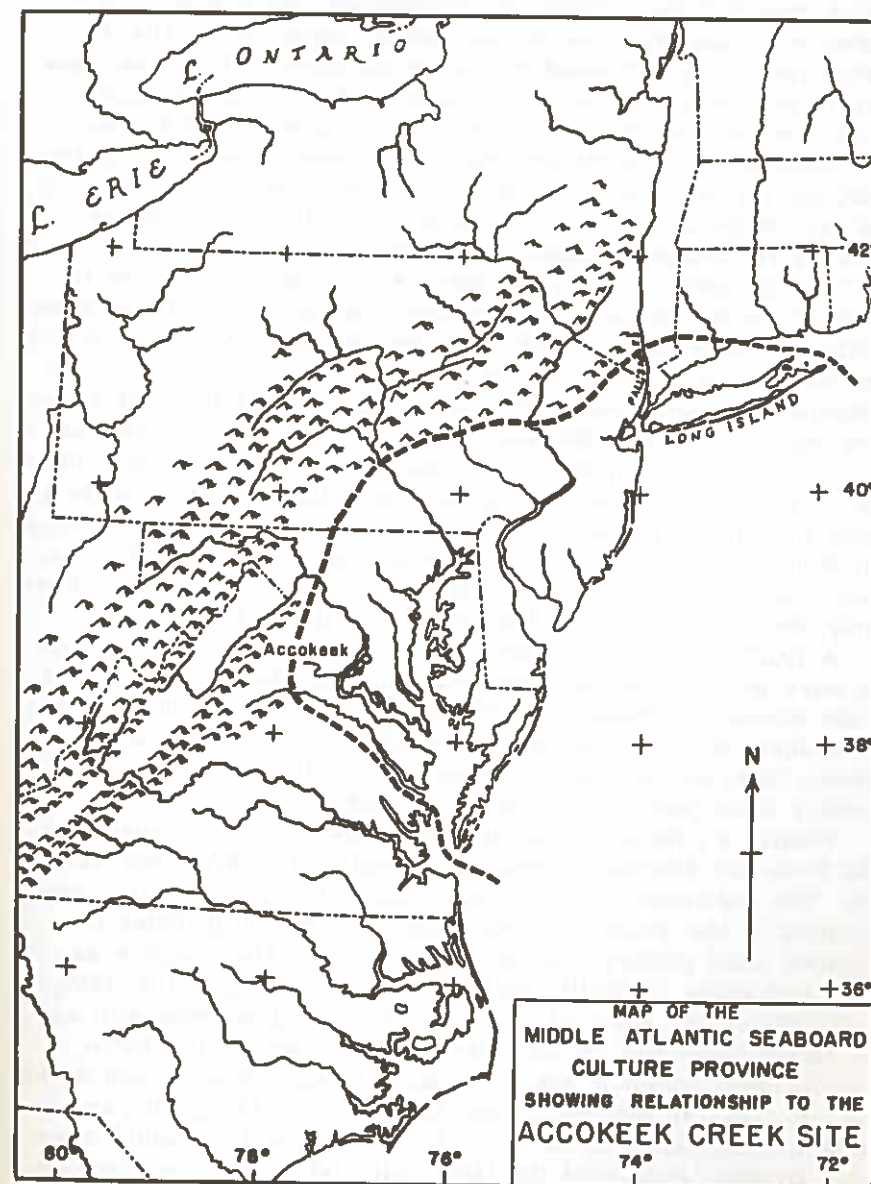 L. ONTARIO
L. ERIE
42°
LONG ISLAND
40°
Accokeek
38°
N
36°
MAP OF THE
MIDDLE ATLANTIC SEABOARD
CULTURE PROVINCE
SHOWING RELATIONSHIP TO THE
ACCOKEEK CREEK SITE
80° 78° 76° 74° 72°